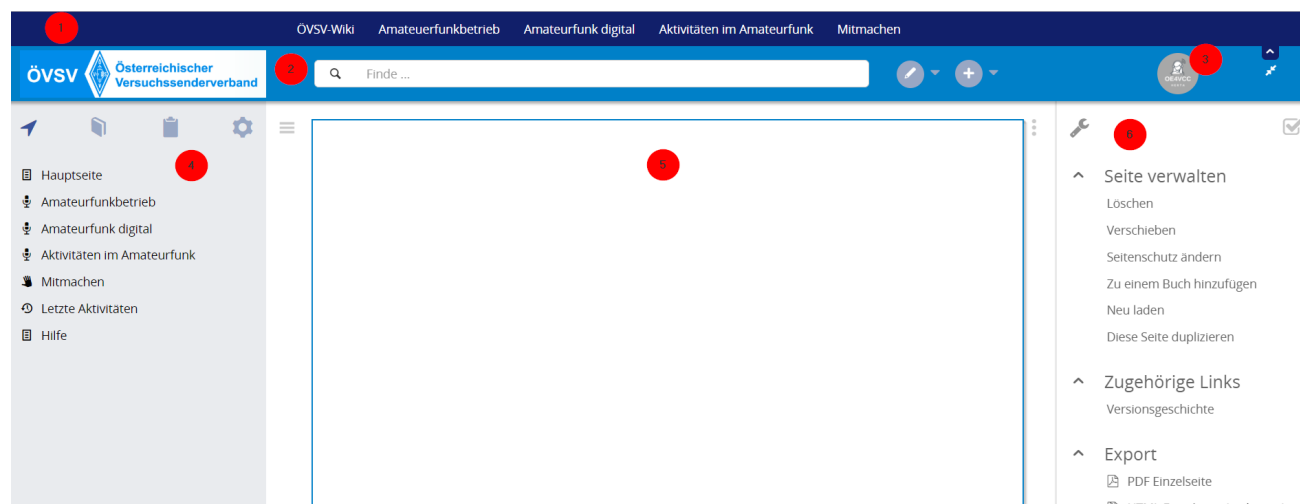 1
ÖVSV-Wiki Amateuerfunkbetrieb Amateurfunk digital Aktivitäten im Amateurfunk Mitmachen
ÖVSV
Österreichischer
Versuchssenderverband
2
Finde ...
OE4VCC
3
4
Hauptseite
Amateurfunkbetrieb
Amateurfunk digital
Aktivitäten im Amateurfunk
Mitmachen
Letzte Aktivitäten
Hilfe
5
6
Seite verwalten
Löschen
Verschieben
Seitenschutz ändern
Zu einem Buch hinzufügen
Neu laden
Diese Seite duplizieren
Zugehörige Links
Versionsgeschichte
Export
PDF Einzelseite